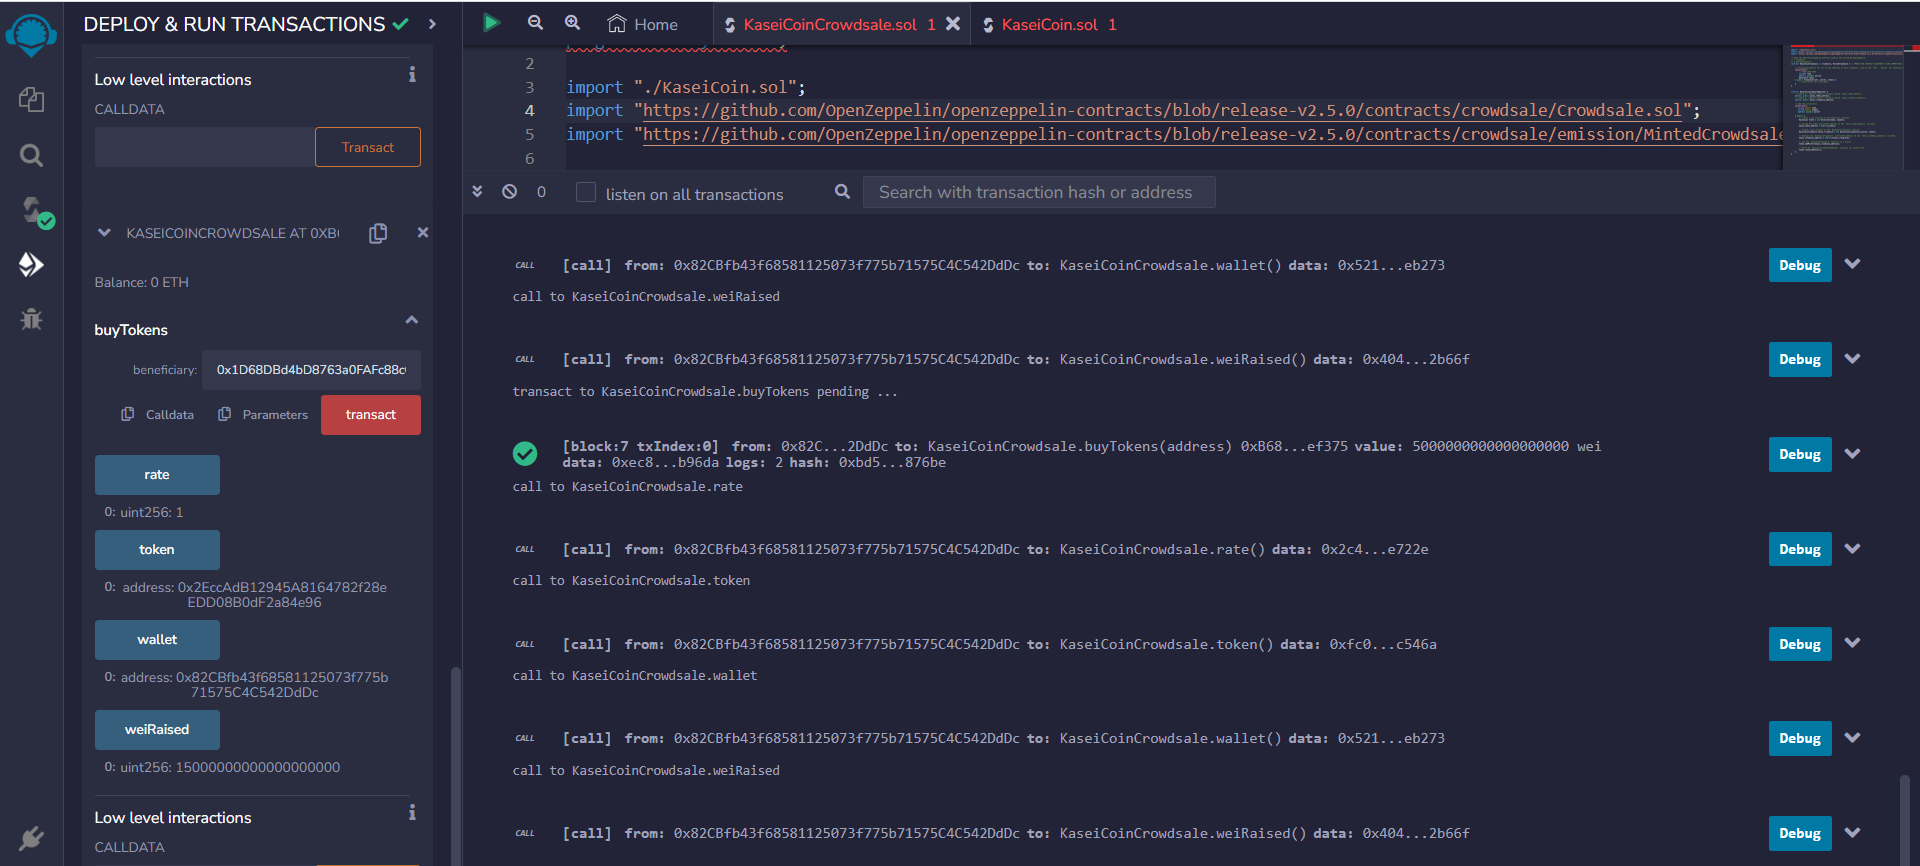 DEPLOY & RUN TRANSACTIONS
Low level interactions
CALLDATA
Transact
KASEICOINCROWDSALE AT 0XB
Balance: 0 ETH
buyTokens
beneficiary: 0x1D68DBd4bD8763a0FAFc88c
Calldata Parameters transact
rate
0: uint256: 1
token
0: address: 0x2EccAdB12945A8164782f28e
EDD08B0dF2a84e96
wallet
0: address: 0x82CBfb43f68581125073f775b
71575C4C542DdDc
weiRaised
0: uint256: 15000000000000000000
Low level interactions
CALLDATA
Home KaseiCoinCrowdsale.sol 1 KaseiCoin.sol 1
2
3 import "./KaseiCoin.sol";
4 import "https://github.com/OpenZeppelin/openzeppelin-contracts/blob/release-v2.5.0/contracts/crowdsale/Crowdsale.sol";
5 import "https://github.com/OpenZeppelin/openzeppelin-contracts/blob/release-v2.5.0/contracts/crowdsale/emission/MintedCrowdsale
6
0 listen on all transactions Search with transaction hash or address
CALL [call] from: 0x82CBfb43f68581125073f775b71575C4C542DdDc to: KaseiCoinCrowdsale.wallet() data: 0x521...eb273 Debug
call to KaseiCoinCrowdsale.weiRaised
CALL [call] from: 0x82CBfb43f68581125073f775b71575C4C542DdDc to: KaseiCoinCrowdsale.weiRaised() data: 0x404...2b66f Debug
transact to KaseiCoinCrowdsale.buyTokens pending ...
[block:7 txIndex:0] from: 0x82C...2DdDc to: KaseiCoinCrowdsale.buyTokens(address) 0xB68...ef375 value: 5000000000000000000 wei
data: 0xec8...b96da logs: 2 hash: 0xbd5...876be Debug
call to KaseiCoinCrowdsale.rate
CALL [call] from: 0x82CBfb43f68581125073f775b71575C4C542DdDc to: KaseiCoinCrowdsale.rate() data: 0x2c4...e722e Debug
call to KaseiCoinCrowdsale.token
CALL [call] from: 0x82CBfb43f68581125073f775b71575C4C542DdDc to: KaseiCoinCrowdsale.token() data: 0xfc0...c546a Debug
call to KaseiCoinCrowdsale.wallet
CALL [call] from: 0x82CBfb43f68581125073f775b71575C4C542DdDc to: KaseiCoinCrowdsale.wallet() data: 0x521...eb273 Debug
call to KaseiCoinCrowdsale.weiRaised
CALL [call] from: 0x82CBfb43f68581125073f775b71575C4C542DdDc to: KaseiCoinCrowdsale.weiRaised() data: 0x404...2b66f Debug